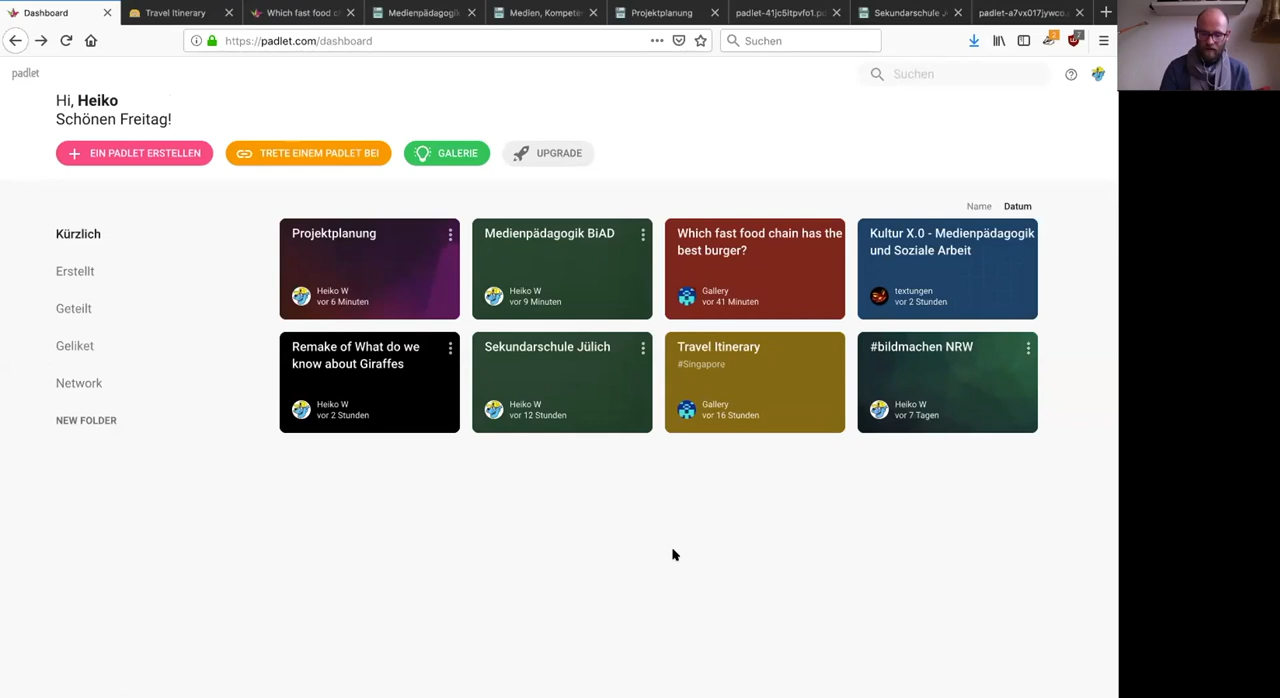 Dashboard
Travel Itinerary
Which fast food c
Medienpädagogik
Medien, Kompete
Projektplanung
padlet-41jc5itpvfo1.p
Sekundarschule J
padlet-a7vx017jywco.
https://padlet.com/dashboard
Suchen
2
7
padlet
Suchen
Hi, Heiko
Schönen Freitag!
EIN PADLET ERSTELLEN
TRETE EINEM PADLET BEI
GALERIE
UPGRADE
Name Datum
Kürzlich
Erstellt
Geteilt
Geliket
Network
NEW FOLDER
Projektplanung
Heiko W
vor 6 Minuten
Medienpädagogik BiAD
Heiko W
vor 9 Minuten
Which fast food chain has the
best burger?
Gallery
vor 41 Minuten
Kultur X.0 - Medienpädagogik
und Soziale Arbeit
textungen
vor 2 Stunden
Remake of What do we
know about Giraffes
Heiko W
vor 2 Stunden
Sekundarschule Jülich
Heiko W
vor 12 Stunden
Travel Itinerary
#Singapore
Gallery
vor 16 Stunden
#bildmachen NRW
Heiko W
vor 7 Tagen